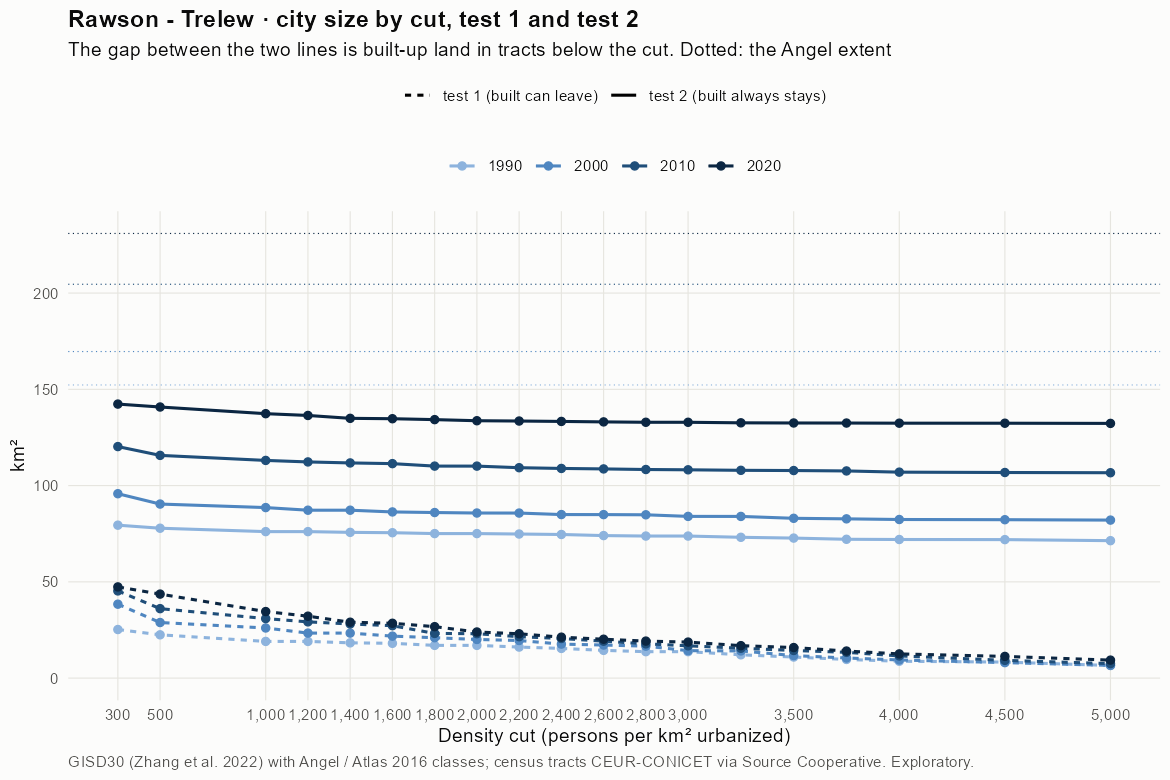 Rawson - Trelew · city size by cut, test 1 and test 2
The gap between the two lines is built-up land in tracts below the cut. Dotted: the Angel extent
test 1 (built can leave) test 2 (built always stays)
1990 2000 2010 2020
200
150
100
50
0
km²
300 500 1,000 1,200 1,400 1,600 1,800 2,000 2,200 2,400 2,600 2,800 3,000 3,500 4,000 4,500 5,000
Density cut (persons per km² urbanized)
GISD30 (Zhang et al. 2022) with Angel / Atlas 2016 classes; census tracts CEUR-CONICET via Source Cooperative. Exploratory.